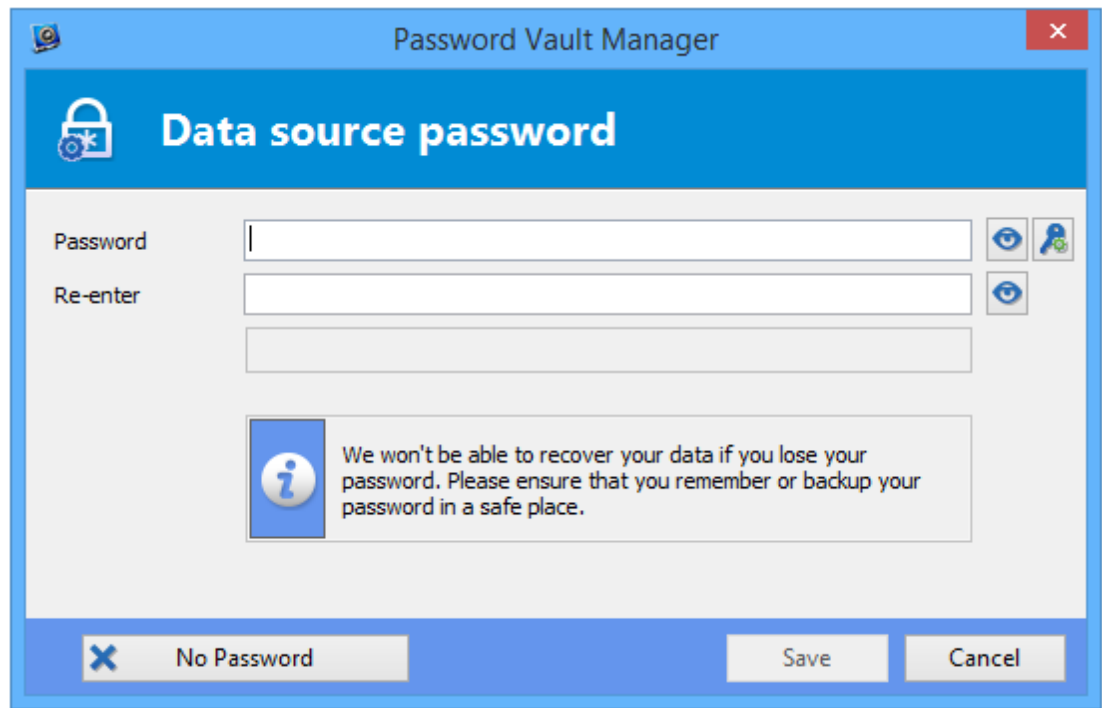 Password Vault Manager
Data source password
Password
Re-enter
We won't be able to recover your data if you lose your
password. Please ensure that you remember or backup your
password in a safe place.
No Password
Save
Cancel